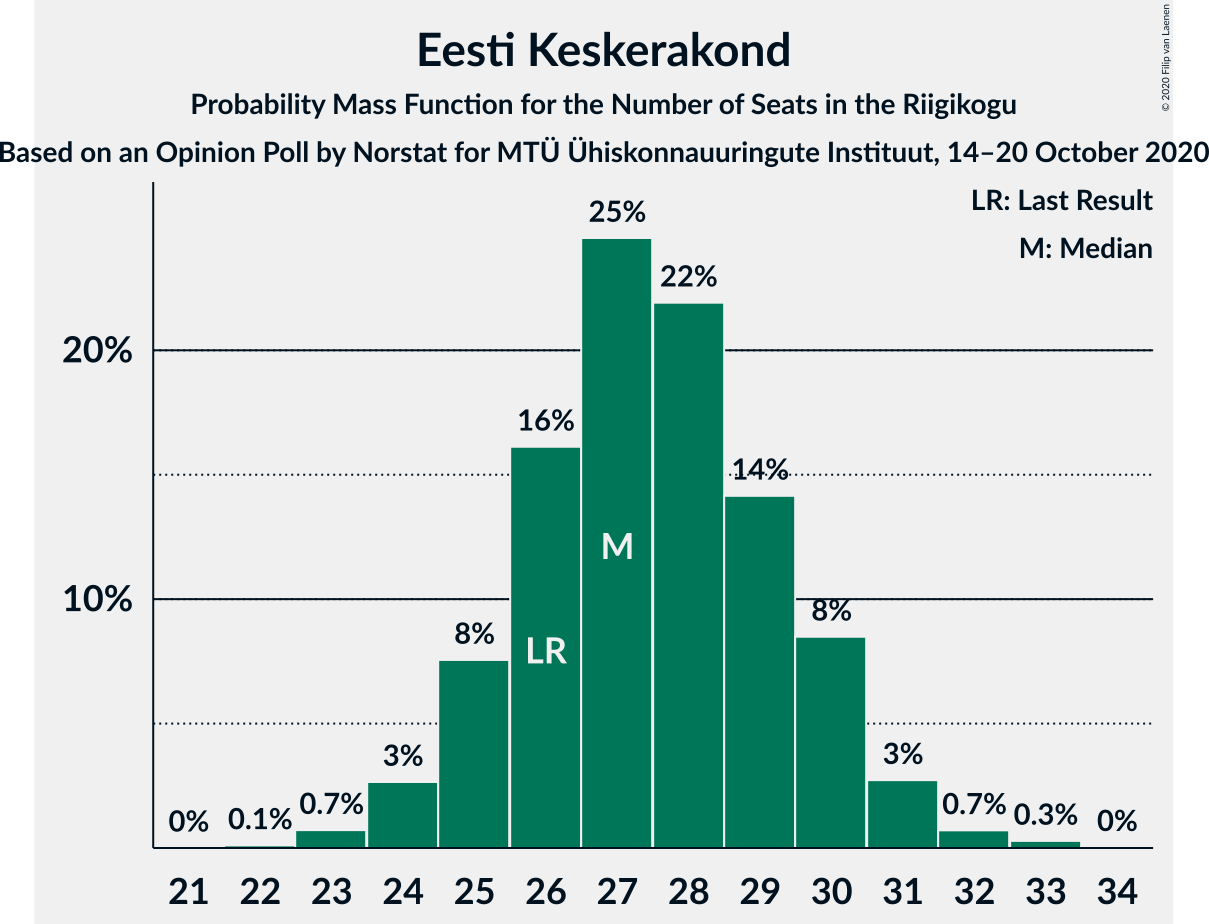 Eesti Keskerakond
Probability Mass Function for the Number of Seats in the Riigikogu
Based on an Opinion Poll by Norstat for MTÜ Ühiskonnauuringute Instituut, 14–20 October 2020
© 2020 Filip van Laenen
LR: Last Result
M: Median
25%
22%
20%
16%
14%
M
10%
8%
8%
LR
3%
3%
0%
0.1%
0.7%
0.7%
0.3%
0%
21 22 23 24 25 26 27 28 29 30 31 32 33 34